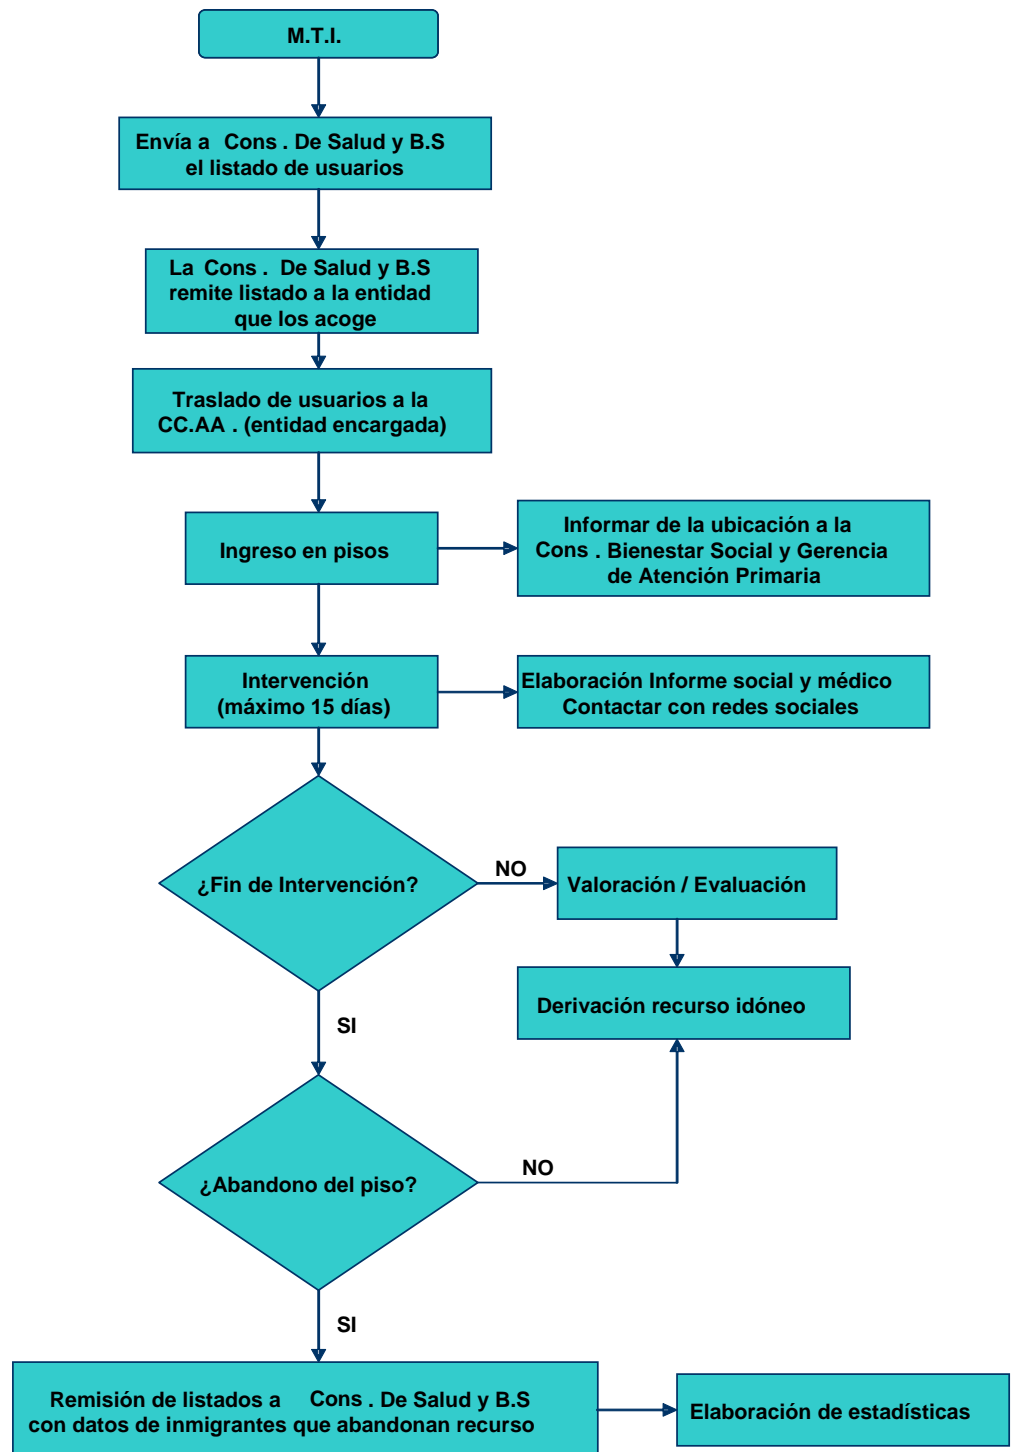 M.T.I.
Envía a Cons . De Salud y B.S
el listado de usuarios
La Cons . De Salud y B.S
remite listado a la entidad
que los acoge
Traslado de usuarios a la
CC.AA . (entidad encargada)
Ingreso en pisos
Informar de la ubicación a la
Cons . Bienestar Social y Gerencia
de Atención Primaria
Intervención
(máximo 15 días)
Elaboración Informe social y médico
Contactar con redes sociales
¿Fin de Intervención?
NO
Valoración / Evaluación
Derivación recurso idóneo
SI
¿Abandono del piso?
NO
SI
Remisión de listados a Cons . De Salud y B.S
con datos de inmigrantes que abandonan recurso
Elaboración de estadísticas